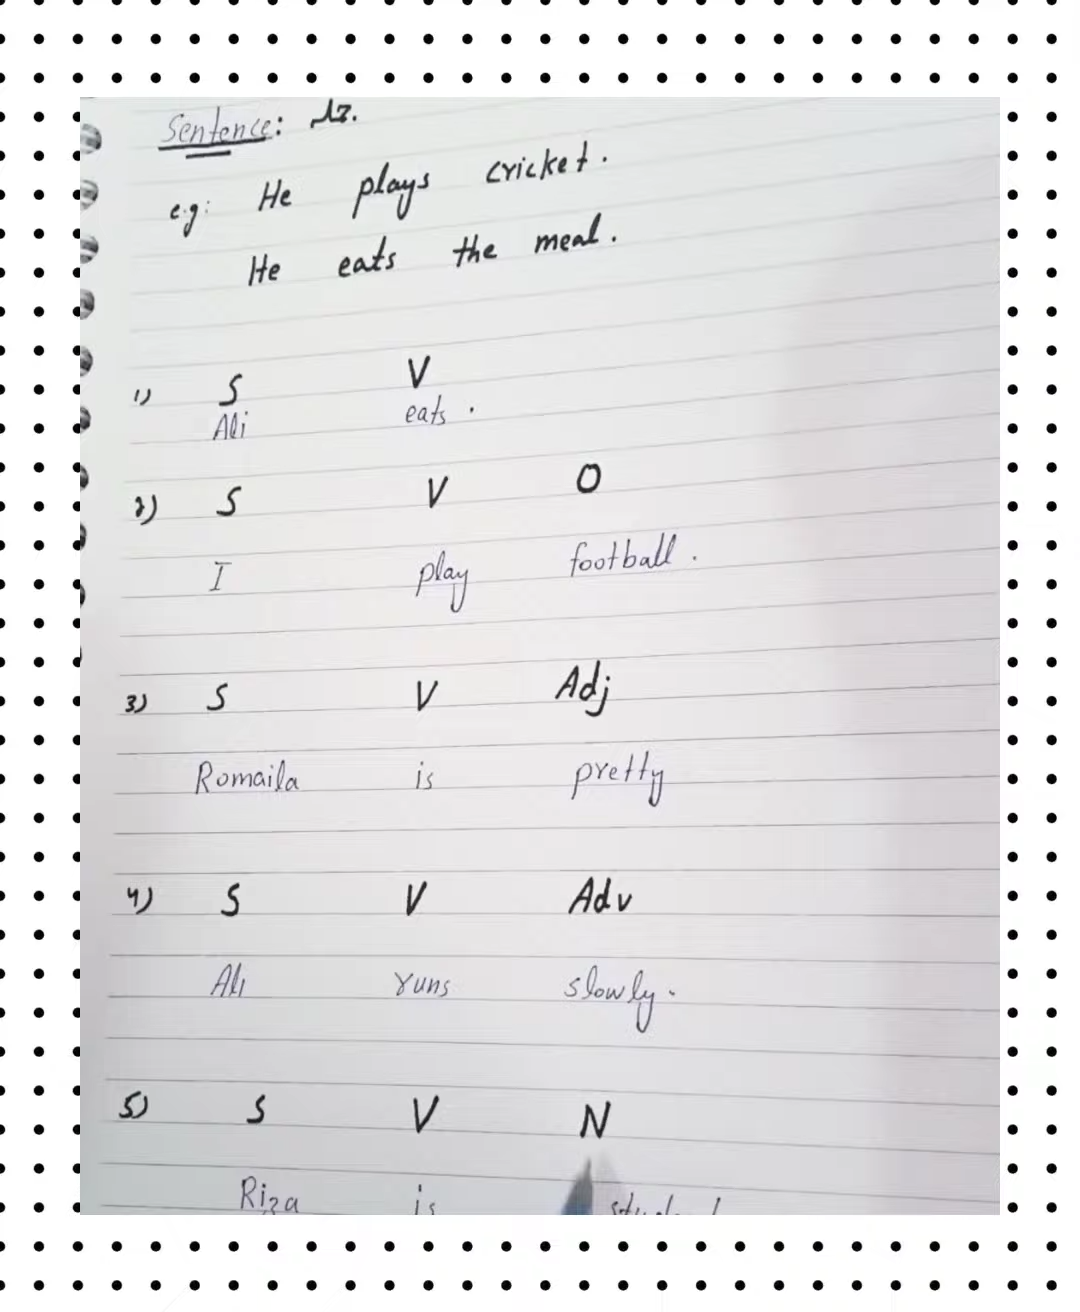 Sentence: جملہ.
e.g: He plays cricket.
He eats the meal.
1) S V
Ali eats.
2) S V O
I play football.
3) S V Adj
Romaila is pretty
4) S V Adv
Ali runs slowly.
5) S V N
Riza is